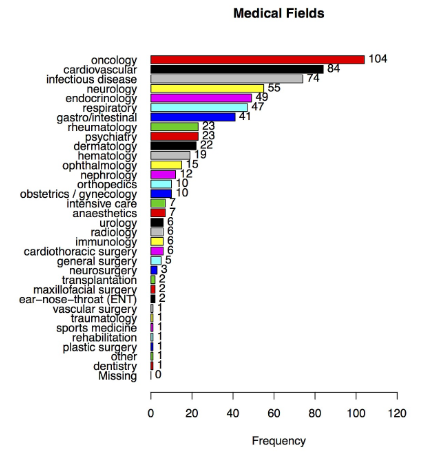 Medical Fields
oncology 104
cardiovascular 84
infectious disease 74
neurology 55
endocrinology 49
respiratory 47
gastro/intestinal 41
rheumatology 23
psychiatry 23
dermatology 22
hematology 19
ophthalmology 15
nephrology 12
orthopedics 10
obstetrics / gynecology 10
intensive care 7
anaesthetics 7
urology 6
radiology 6
immunology 6
cardiothoracic surgery 6
general surgery 5
neurosurgery 3
transplantation 2
maxillofacial surgery 2
ear-nose-throat (ENT) 2
vascular surgery 1
traumatology 1
sports medicine 1
rehabilitation 1
plastic surgery 1
other 1
dentistry 1
Missing 0
0 20 40 60 80 100 120
Frequency